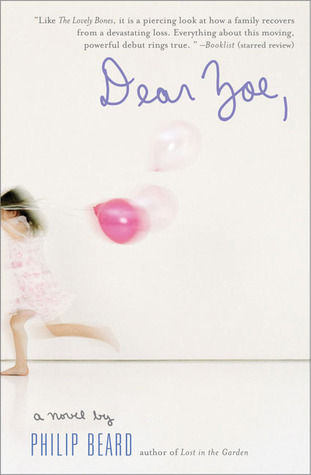 "Like The Lovely Bones, it is a piercing look at how a family recovers
from a devastating loss. Everything about this moving,
powerful debut rings true. " –Booklist (starred review)
Dear Zoe,
a novel by
PHILIP BEARD author of Lost in the Garden